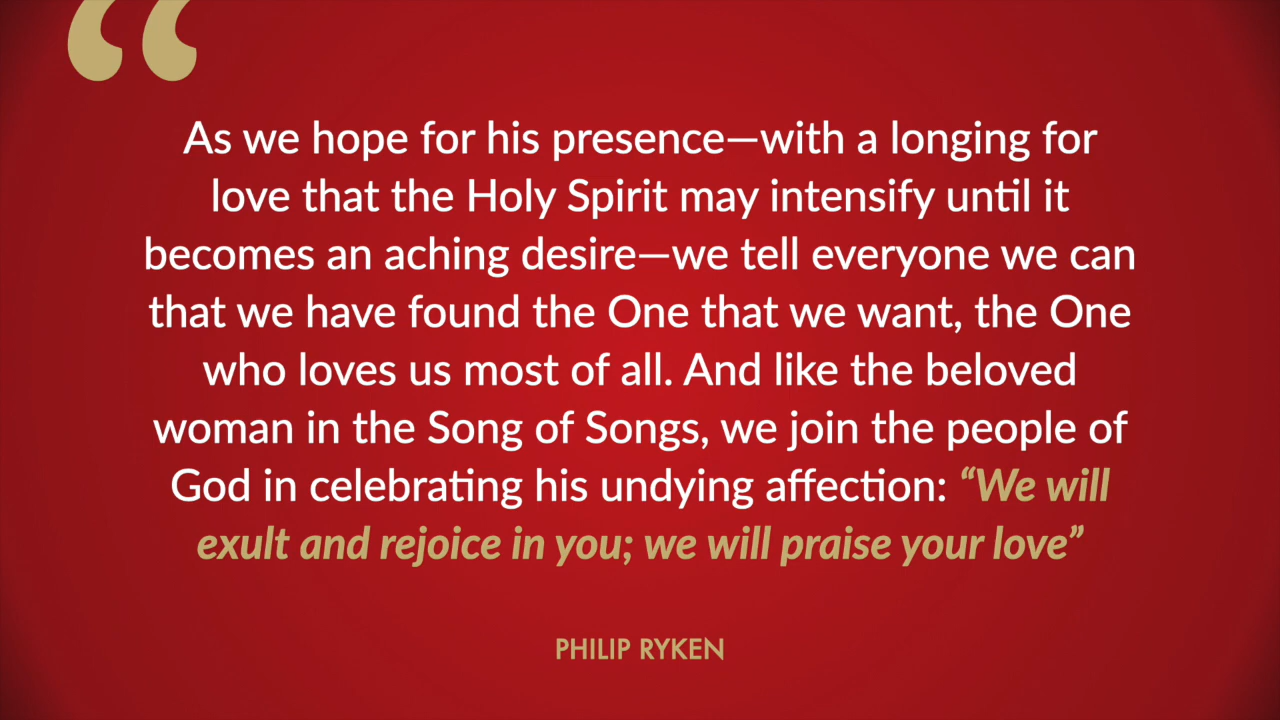 “
As we hope for his presence—with a longing for
love that the Holy Spirit may intensify until it
becomes an aching desire—we tell everyone we can
that we have found the One that we want, the One
who loves us most of all. And like the beloved
woman in the Song of Songs, we join the people of
God in celebrating his undying affection: “We will
exult and rejoice in you; we will praise your love”
PHILIP RYKEN